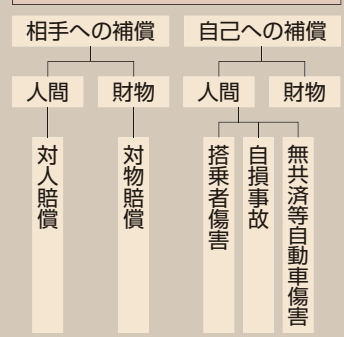 相手への補償
自己への補償
人間
財物
人間
財物
対人賠償
対物賠償
搭乗者傷害
自損事故
無共済等自動車傷害